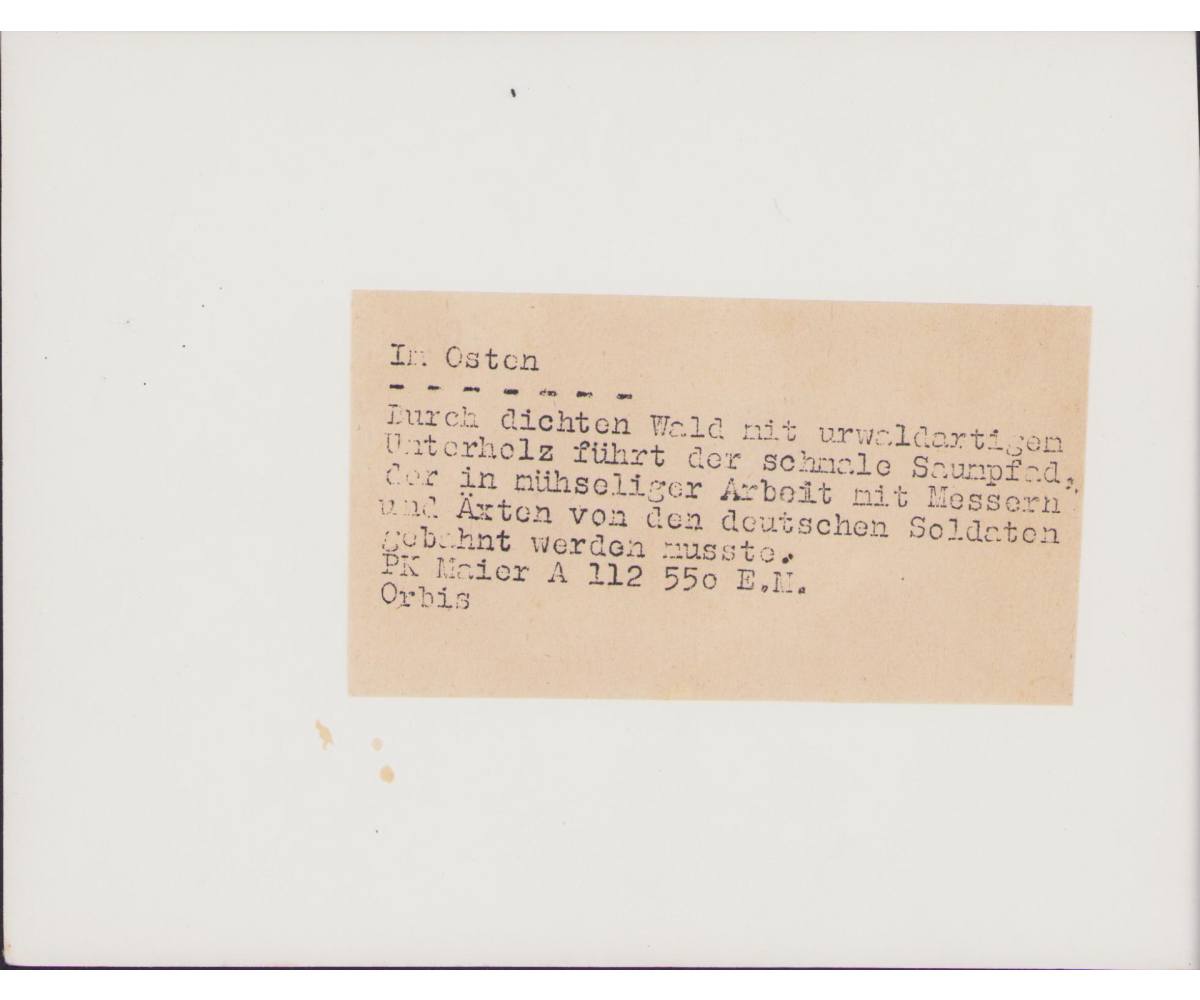 Im Osten
- - - - - - -
Durch dichten Wald mit urwaldartigem
Unterholz führt der schmale Saumpfad,
der in mühseliger Arbeit mit Messern
und Äxten von den deutschen Soldaten
gebahnt werden musste.
PK Maier A 112 55o E.M.
Orbis